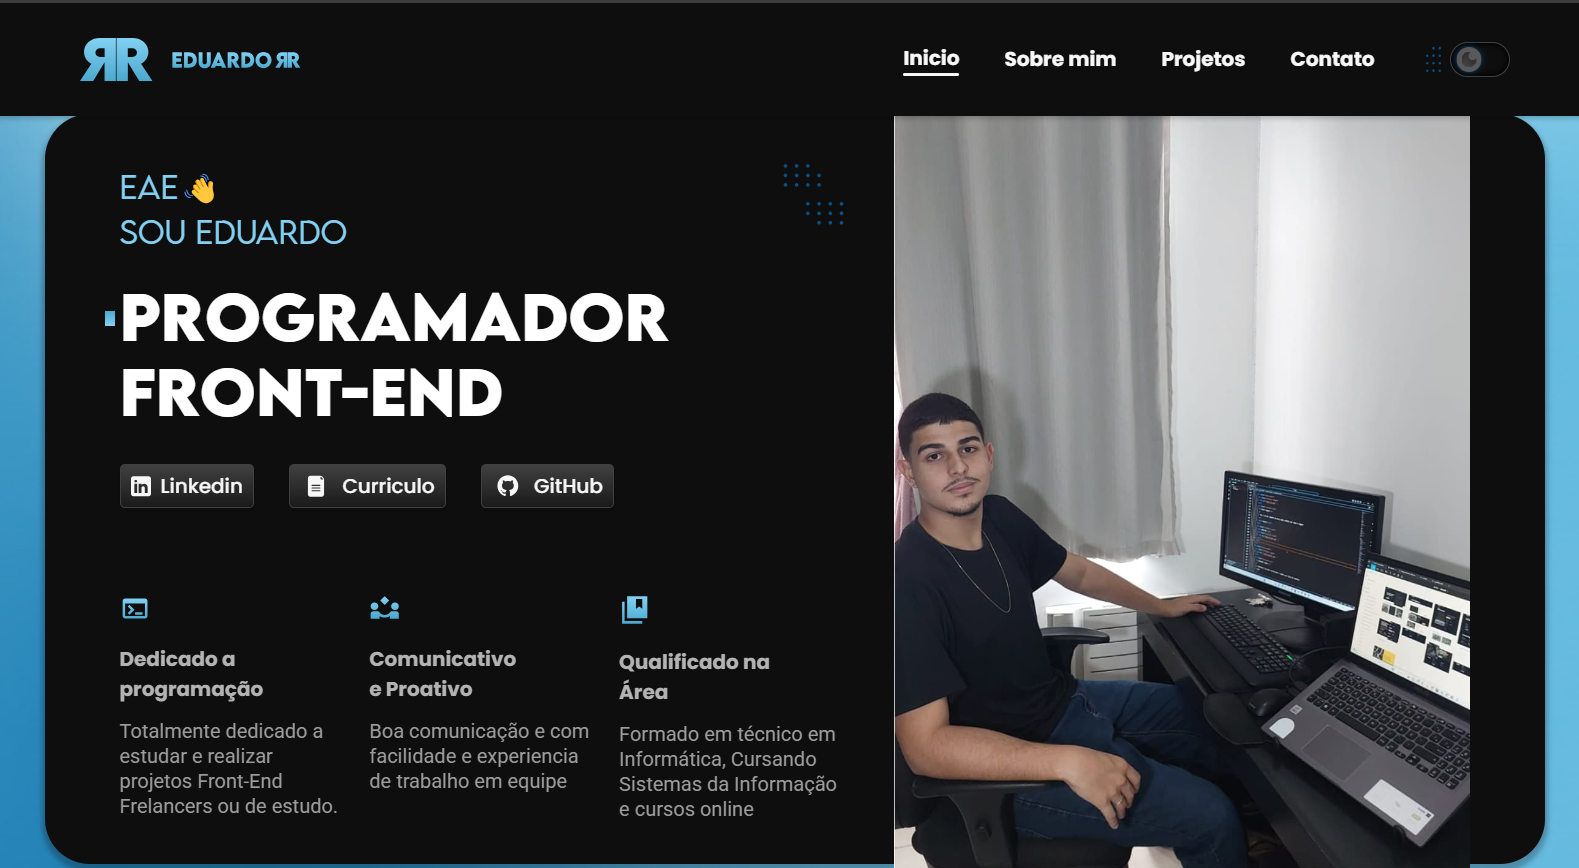 ЯR EDUARDO ЯR
Inicio Sobre mim Projetos Contato
EAE 👋
SOU EDUARDO
PROGRAMADOR
FRONT-END
Linkedin Curriculo GitHub
Dedicado a
programação
Totalmente dedicado a
estudar e realizar
projetos Front-End
Frelancers ou de estudo.
Comunicativo
e Proativo
Boa comunicação e com
facilidade e experiencia
de trabalho em equipe
Qualificado na
Área
Formado em técnico em
Informática, Cursando
Sistemas da Informação
e cursos online